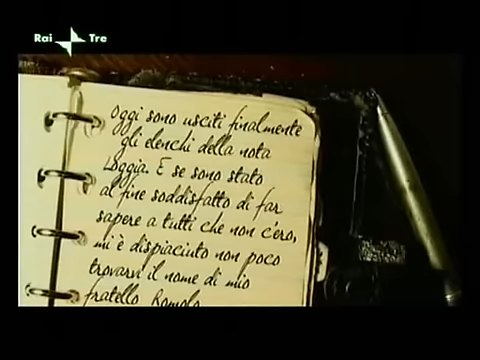 Rai Tre
Oggi sono usciti finalmente
gli elenchi della nota
Loggia. E se sono stato
al fine soddisfatto di far
sapere a tutti che non c'ero,
mi è dispiaciuto non poco
trovarvi il nome di mio
fratello Romolo